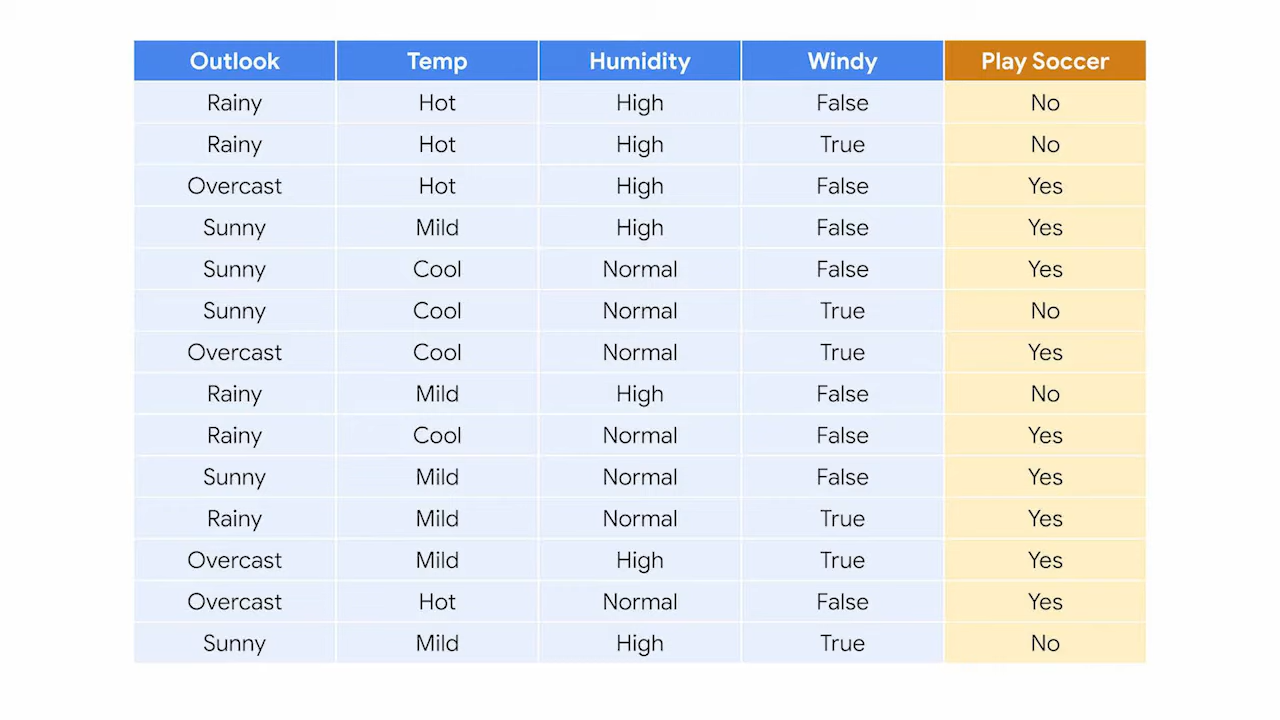 Outlook Temp Humidity Windy Play Soccer
Rainy Hot High False No
Rainy Hot High True No
Overcast Hot High False Yes
Sunny Mild High False Yes
Sunny Cool Normal False Yes
Sunny Cool Normal True No
Overcast Cool Normal True Yes
Rainy Mild High False No
Rainy Cool Normal False Yes
Sunny Mild Normal False Yes
Rainy Mild Normal True Yes
Overcast Mild High True Yes
Overcast Hot Normal False Yes
Sunny Mild High True No